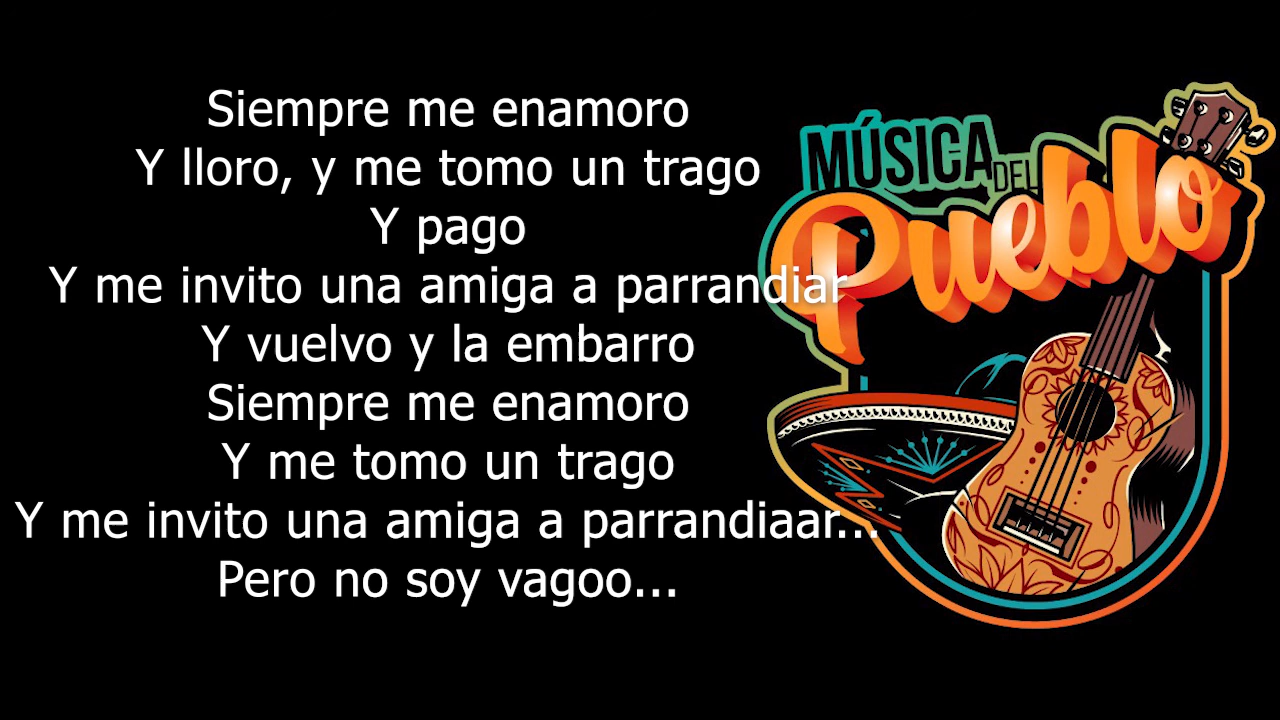 Siempre me enamoro
Y lloro, y me tomo un trago
Y pago
Y me invito una amiga a parrandiar
Y vuelvo y la embarro
Siempre me enamoro
Y me tomo un trago
Y me invito una amiga a parrandiaar...
Pero no soy vagoo...
MÚSICA DEL
Pueblo